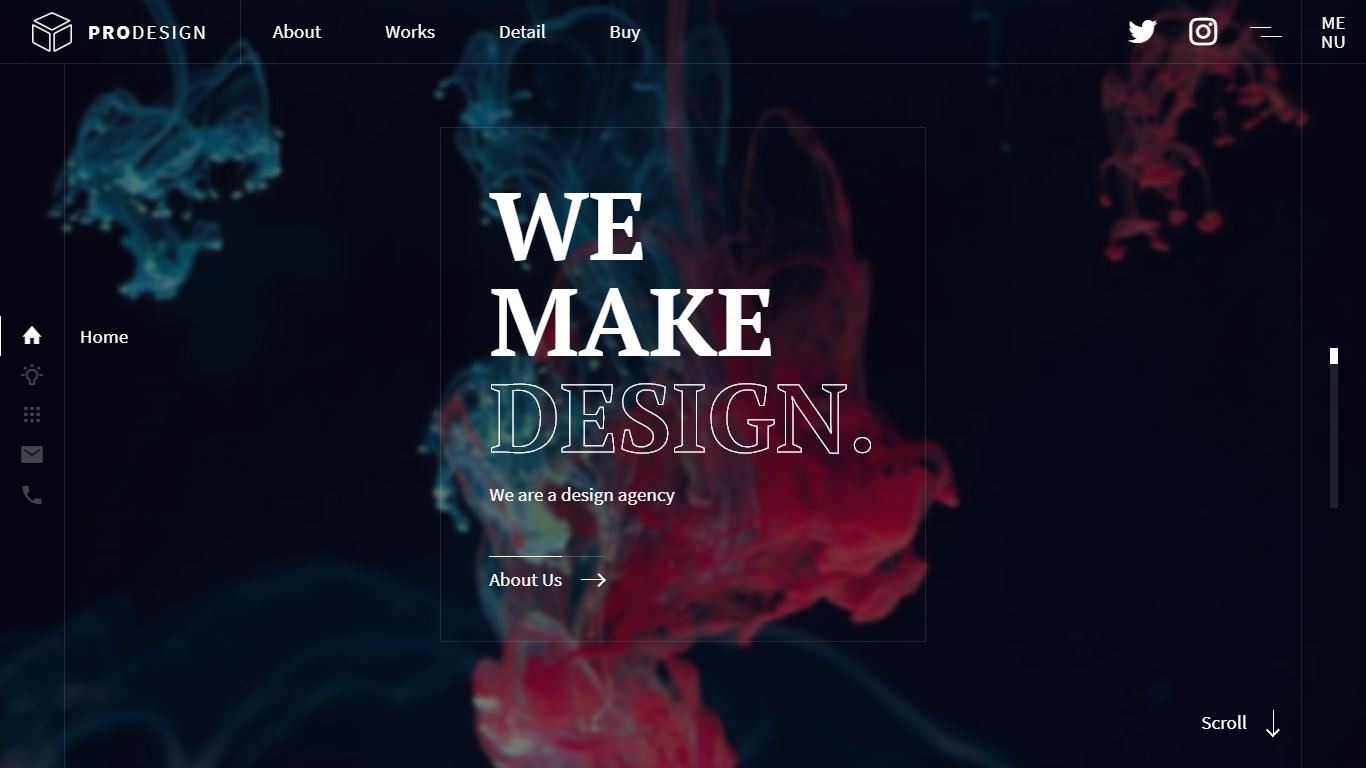 PRODESIGN
About
Works
Detail
Buy
ME
NU
Home
WE
MAKE
DESIGN.
We are a design agency
About Us
Scroll